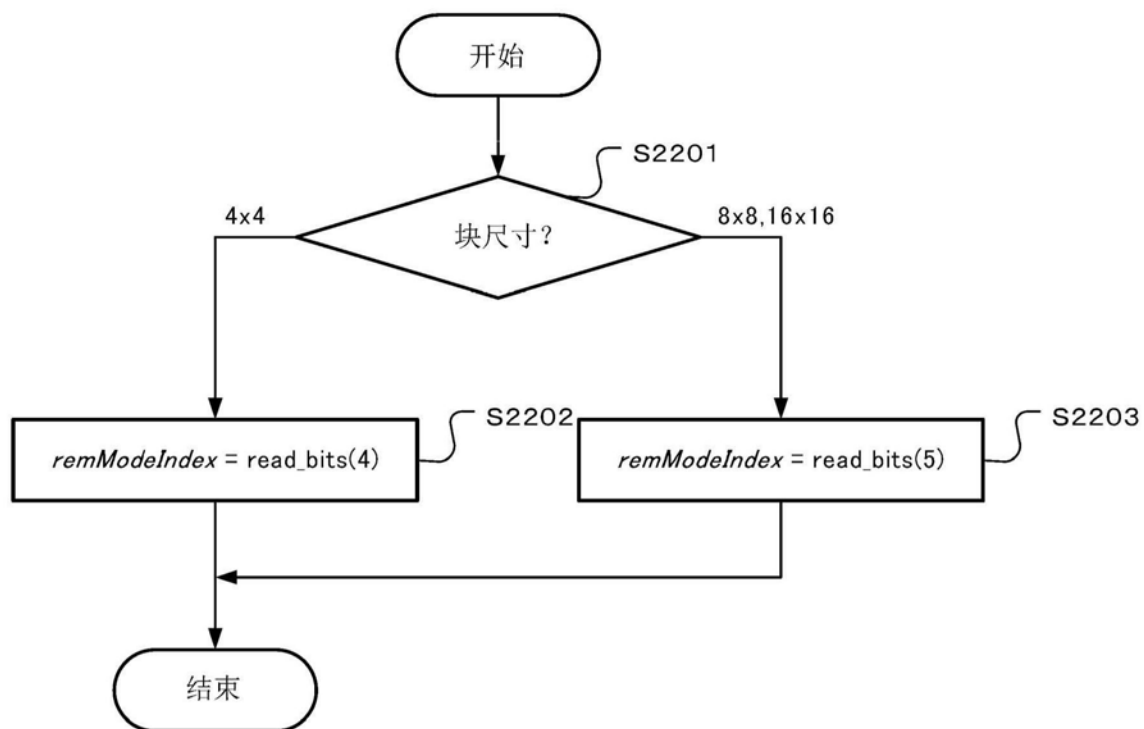 开始
S2201
4x4
块尺寸？
8x8,16x16
S2202
S2203
remModeIndex = read_bits(4)
remModeIndex = read_bits(5)
结束